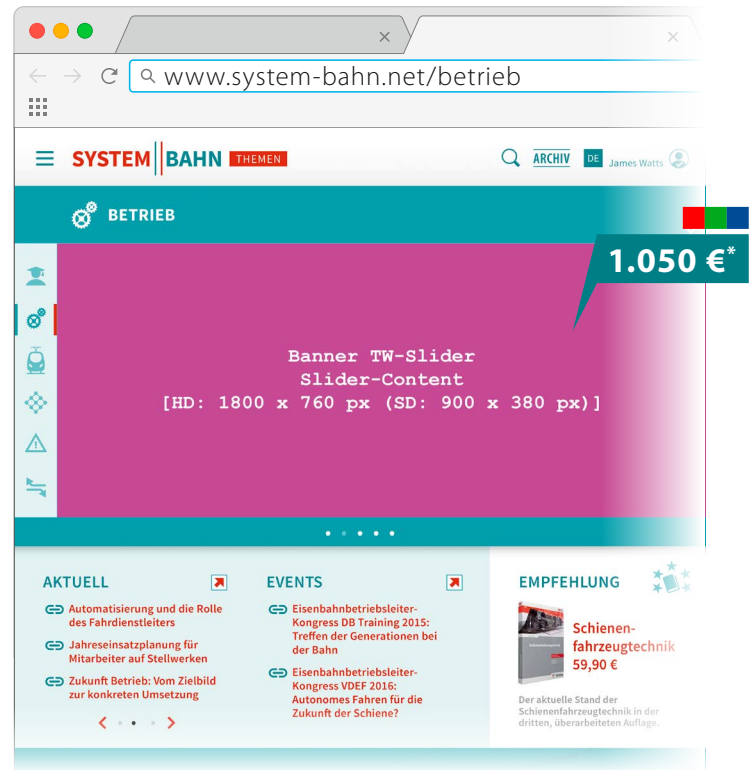 www.system-bahn.net/betrieb
SYSTEM BAHN THEMEN
ARCHIV DE James Watts
BETRIEB
1.050 €*
Banner TW-Slider
Slider-Content
[HD: 1800 x 760 px (SD: 900 x 380 px)]
AKTUELL
Automatisierung und die Rolle
des Fahrdienstleiters
Jahreseinsatzplanung für
Mitarbeiter auf Stellwerken
Zukunft Betrieb: Vom Zielbild
zur konkreten Umsetzung
EVENTS
Eisenbahnbetriebsleiter-
Kongress DB Training 2015:
Treffen der Generationen bei
der Bahn
Eisenbahnbetriebsleiter-
Kongress VDEF 2016:
Autonomes Fahren für die
Zukunft der Schiene?
EMPFEHLUNG
Schienen-
fahrzeugtechnik
59,90 €
Der aktuelle Stand der
Schienenfahrzeugtechnik in der
dritten, überarbeiteten Auflage.